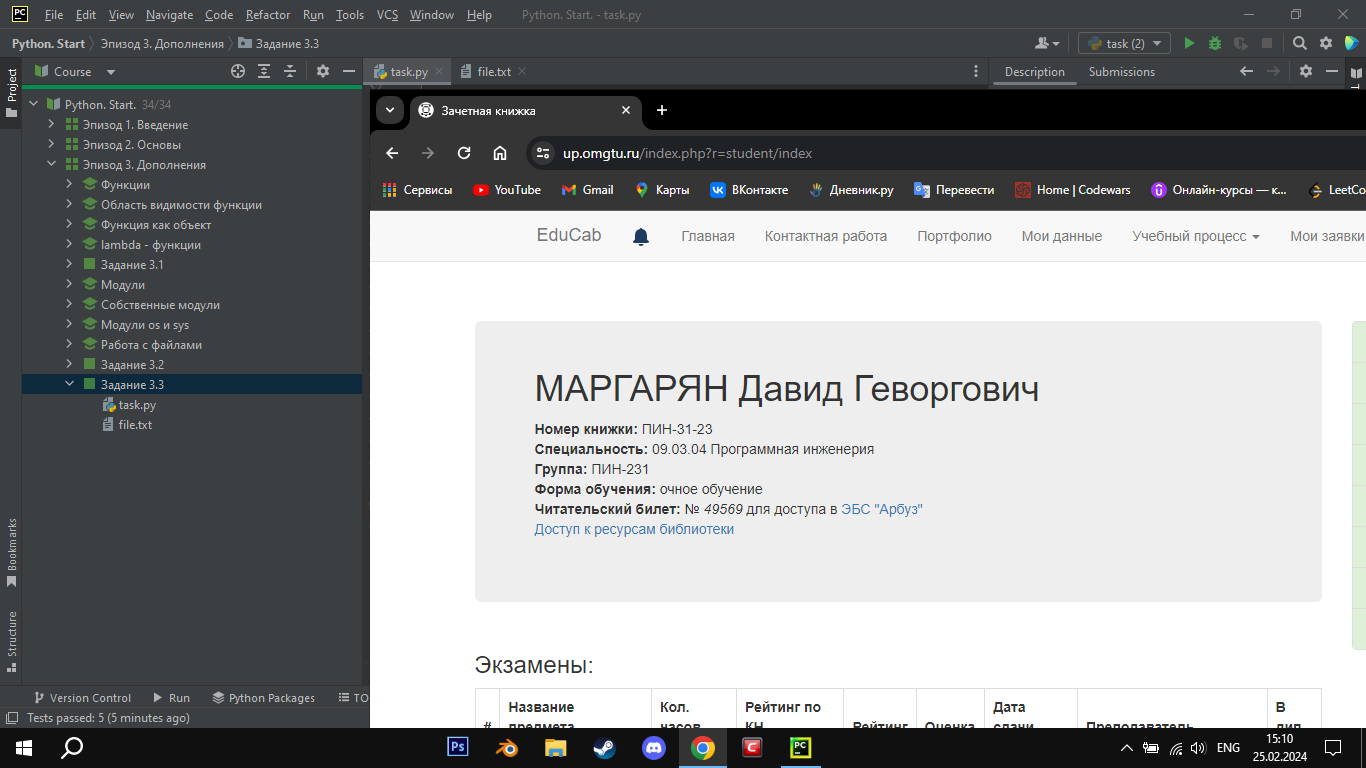 PC File Edit View Navigate Code Refactor Run Tools VCS Window Help Python. Start. - task.py
Python. Start Эпизод 3. Дополнения Задание 3.3 task (2)
Project
Course
task.py file.txt
Description Submissions
Python. Start. 34/34
Эпизод 1. Введение
Эпизод 2. Основы
Эпизод 3. Дополнения
Функции
Область видимости функции
Функция как объект
lambda - функции
Задание 3.1
Модули
Собственные модули
Модули os и sys
Работа с файлами
Задание 3.2
Задание 3.3
task.py
file.txt
Bookmarks
Structure
Version Control Run Python Packages TO
Tests passed: 5 (5 minutes ago)
Зачетная книжка
up.omgtu.ru/index.php?r=student/index
Сервисы YouTube Gmail Карты ВКонтакте Дневник.ру Перевести Home | Codewars Онлайн-курсы — к... LeetCo
EduCab Главная Контактная работа Портфолио Мои данные Учебный процесс Мои заявки
МАРГАРЯН Давид Геворгович
Номер книжки: ПИН-31-23
Специальность: 09.03.04 Программная инженерия
Группа: ПИН-231
Форма обучения: очное обучение
Читательский билет: № 49569 для доступа в ЭБС "Арбуз"
Доступ к ресурсам библиотеки
Экзамены:
Название Кол. Рейтинг по Дата В
# предмета часов КН Рейтинг Оценка сдачи Преподаватель дип
Ps PC ENG 15:10
25.02.2024